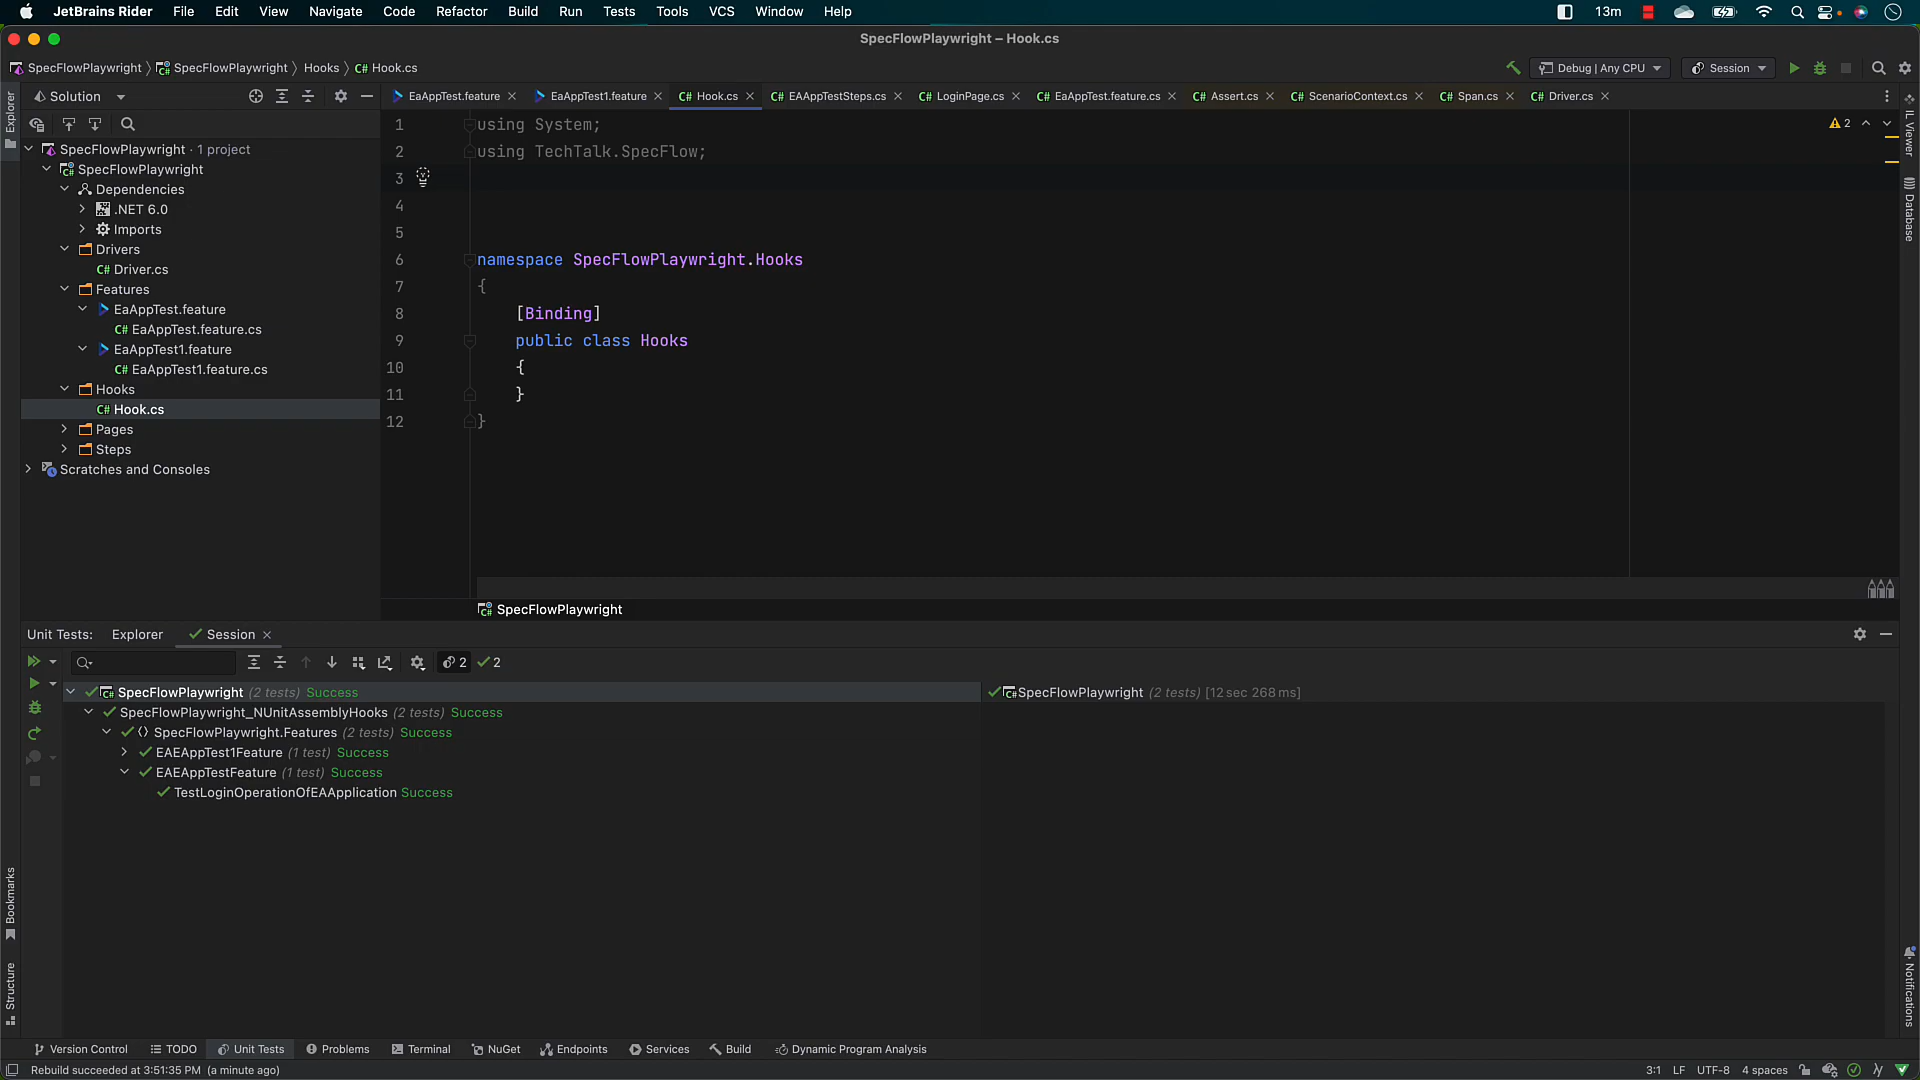 JetBrains Rider File Edit View Navigate Code Refactor Build Run Tests Tools VCS Window Help 13m
SpecFlowPlaywright – Hook.cs
SpecFlowPlaywright SpecFlowPlaywright Hooks C# Hook.cs Debug | Any CPU Session
Solution
EaAppTest.feature EaAppTest1.feature C# Hook.cs C# EAAppTestSteps.cs C# LoginPage.cs C# EaAppTest.feature.cs C# Assert.cs C# ScenarioContext.cs C# Span.cs C# Driver.cs
Explorer
SpecFlowPlaywright · 1 project
SpecFlowPlaywright
Dependencies
.NET 6.0
Imports
Drivers
C# Driver.cs
Features
EaAppTest.feature
C# EaAppTest.feature.cs
EaAppTest1.feature
C# EaAppTest1.feature.cs
Hooks
C# Hook.cs
Pages
Steps
Scratches and Consoles
1 using System;
2 using TechTalk.SpecFlow;
3
4
5
6 namespace SpecFlowPlaywright.Hooks
7 {
8 [Binding]
9 public class Hooks
10 {
11 }
12 }
2
IL Viewer
Database
C# SpecFlowPlaywright
Unit Tests: Explorer Session
2 2
SpecFlowPlaywright (2 tests) Success
SpecFlowPlaywright_NUnitAssemblyHooks (2 tests) Success
SpecFlowPlaywright.Features (2 tests) Success
EAEAppTest1Feature (1 test) Success
EAEAppTestFeature (1 test) Success
TestLoginOperationOfEAApplication Success
SpecFlowPlaywright (2 tests) [12 sec 268 ms]
Bookmarks
Structure
Notifications
Version Control TODO Unit Tests Problems Terminal NuGet Endpoints Services Build Dynamic Program Analysis
Rebuild succeeded at 3:51:35 PM (a minute ago) 3:1 LF UTF-8 4 spaces